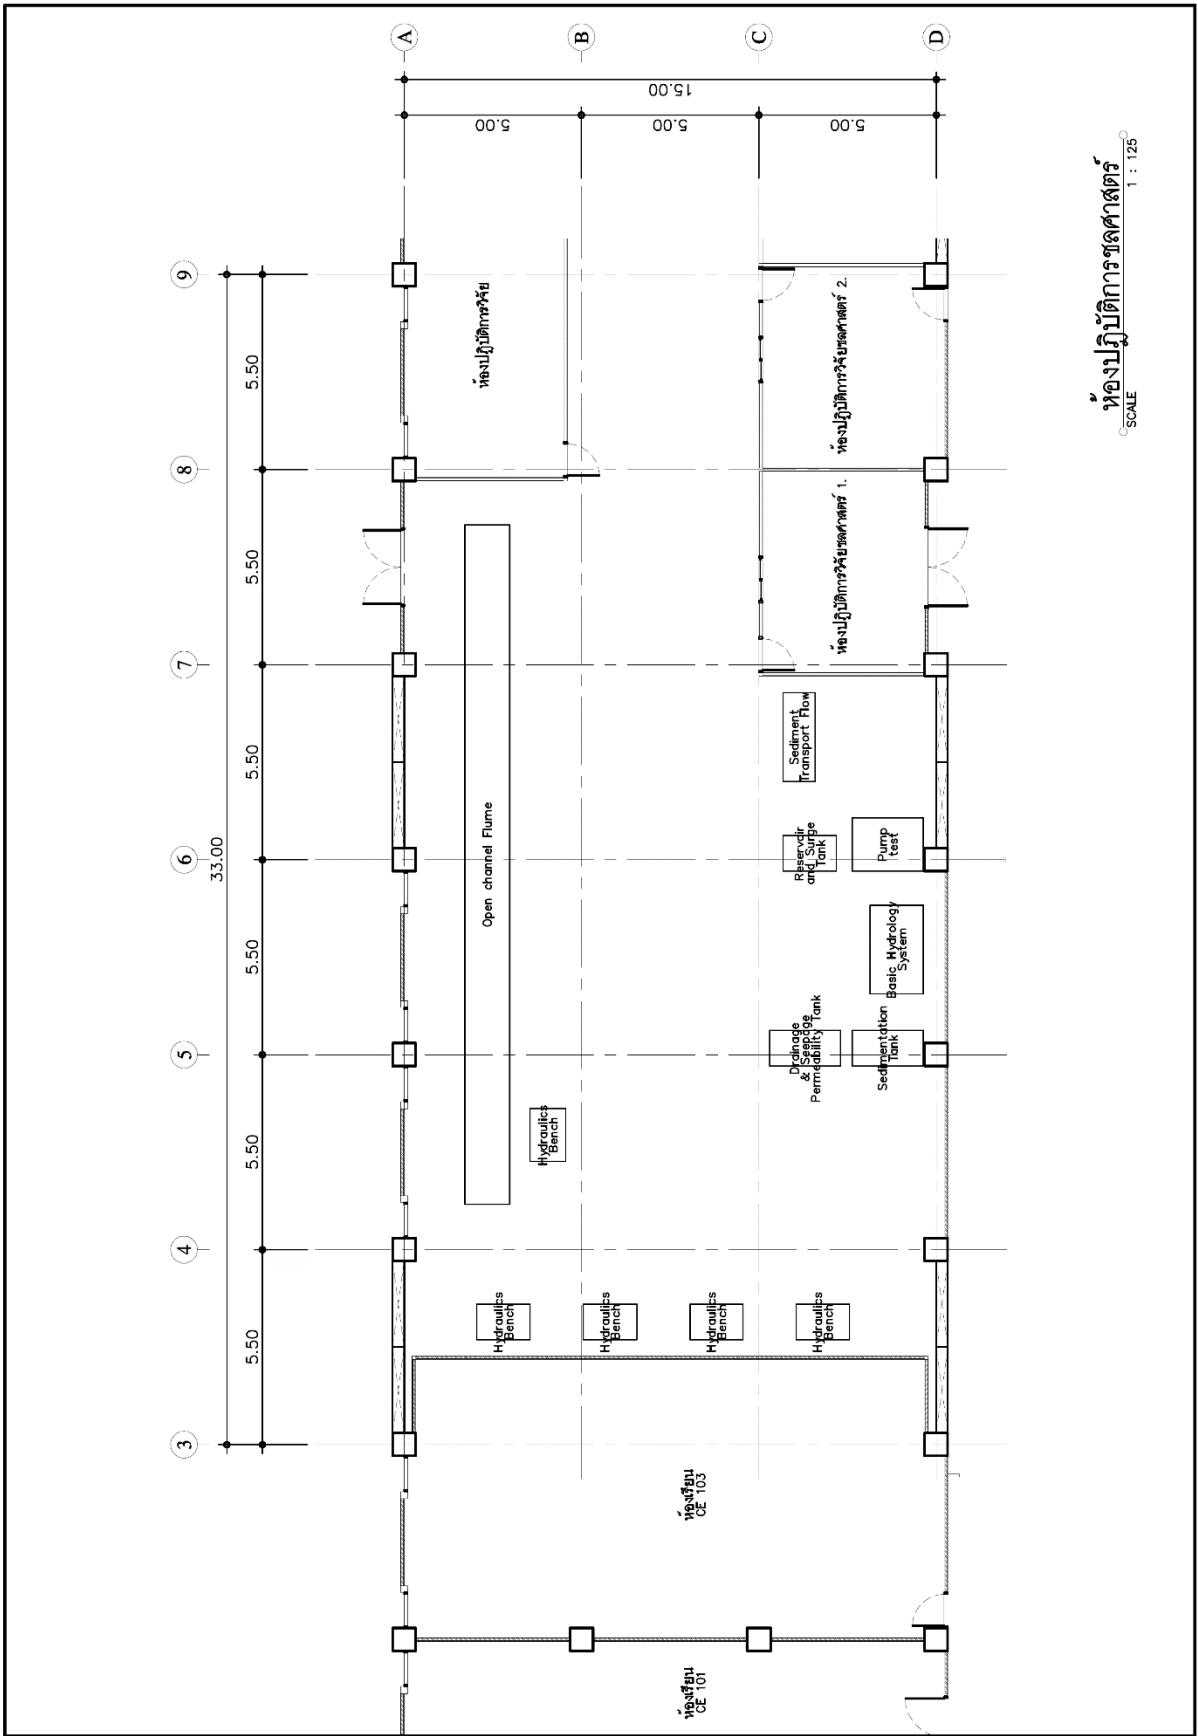 A
B
C
D
15.00
5.00
5.00
5.00
9
8
7
6
5
4
3
33.00
5.50
5.50
5.50
5.50
5.50
5.50
ห้องปฏิบัติการวิจัย
ห้องปฏิบัติการวิจัยชลศาสตร์ 2.
ห้องปฏิบัติการวิจัยชลศาสตร์ 1.
Open channel Flume
Sediment
Transport Flow
Reservoir
and Surge
Tank
Pump
test
Basic Hydrology
System
Drainage
& Seepage
Permeability Tank
Sedimentation
Tank
Hydraulics
Bench
Hydraulics
Bench
Hydraulics
Bench
Hydraulics
Bench
Hydraulics
Bench
ห้องเรียน
CE 103
ห้องเรียน
CE 101
ห้องปฏิบัติการชลศาสตร์
SCALE 1 : 125